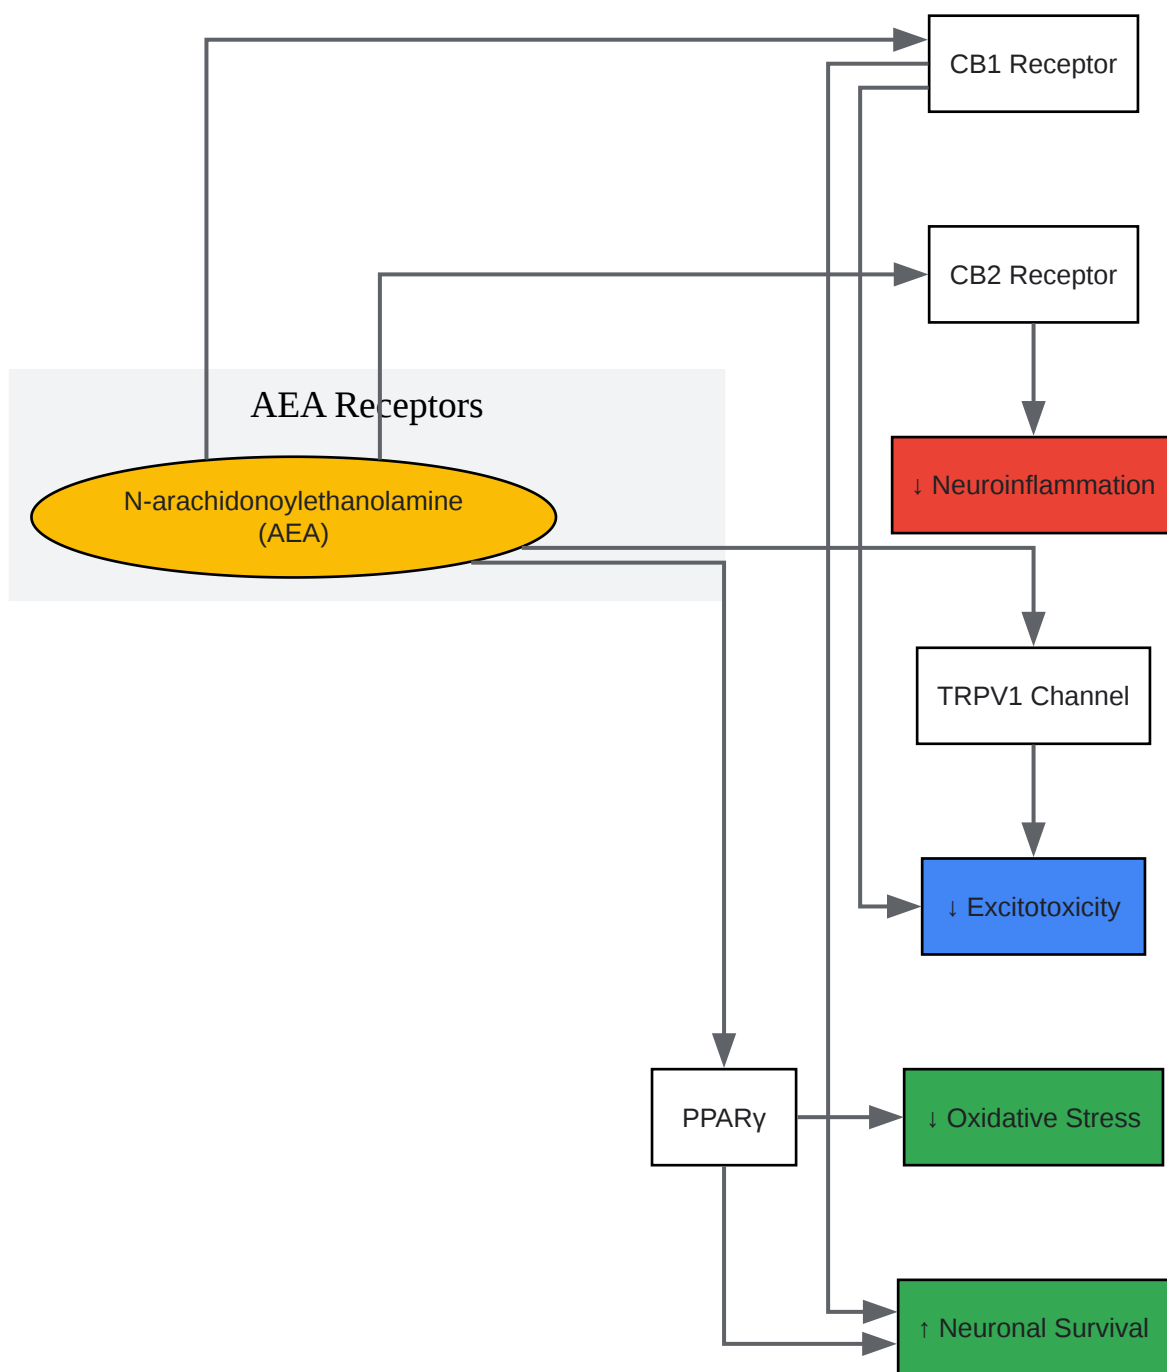 CB1 Receptor
CB2 Receptor
AEA Receptors
N-arachidonoylethanolamine
(AEA)
↓ Neuroinflammation
TRPV1 Channel
↓ Excitotoxicity
PPARγ
↓ Oxidative Stress
↑ Neuronal Survival